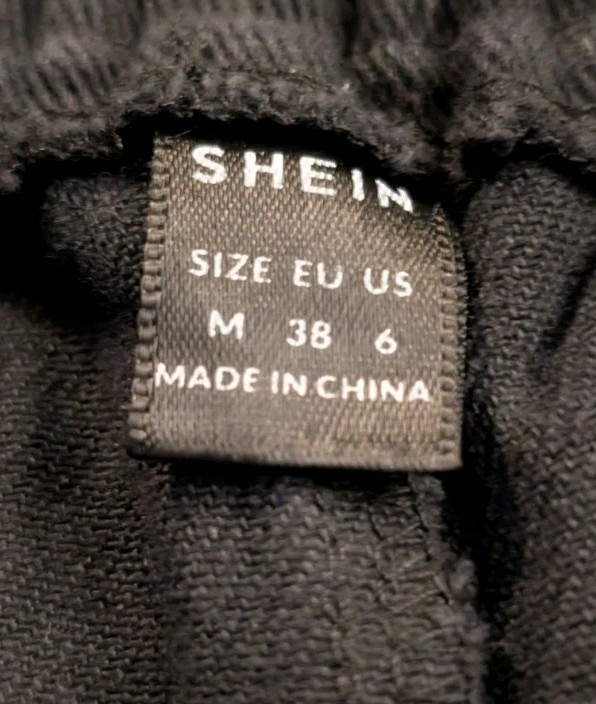 SHEIN
SIZE EU US
M 38 6
MADE IN CHINA